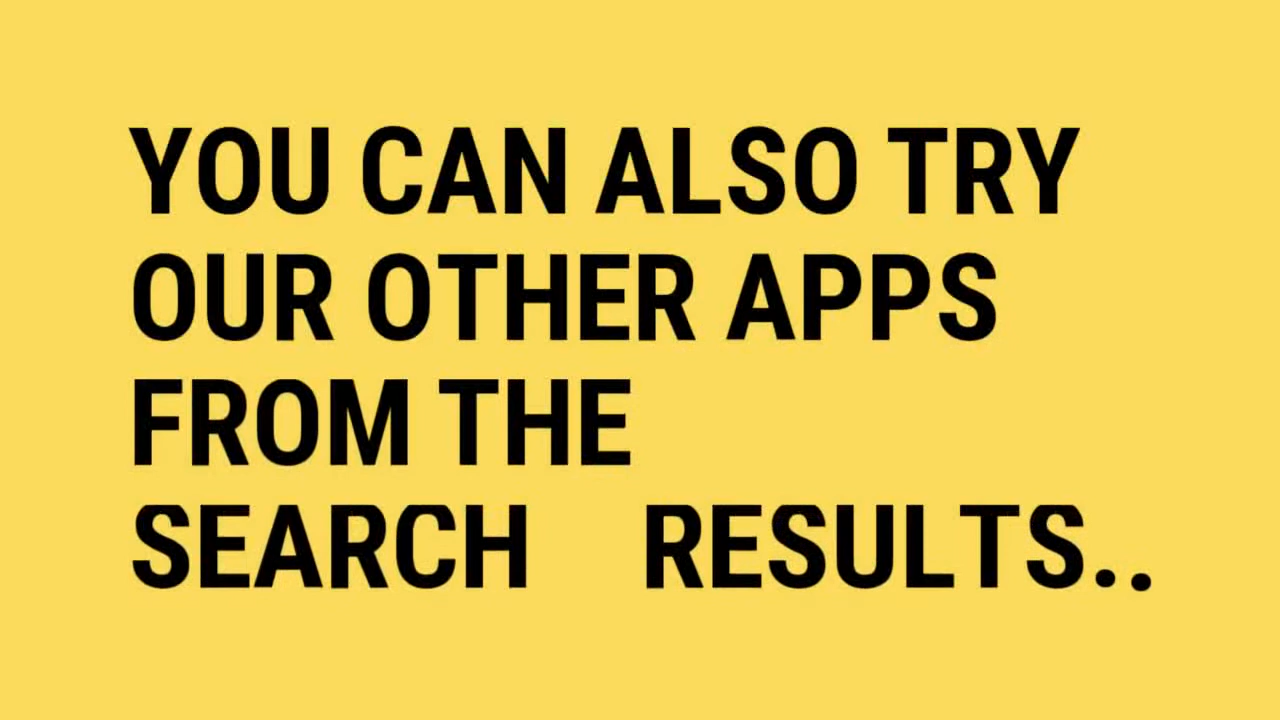 YOU CAN ALSO TRY
OUR OTHER APPS
FROM THE
SEARCH RESULTS..